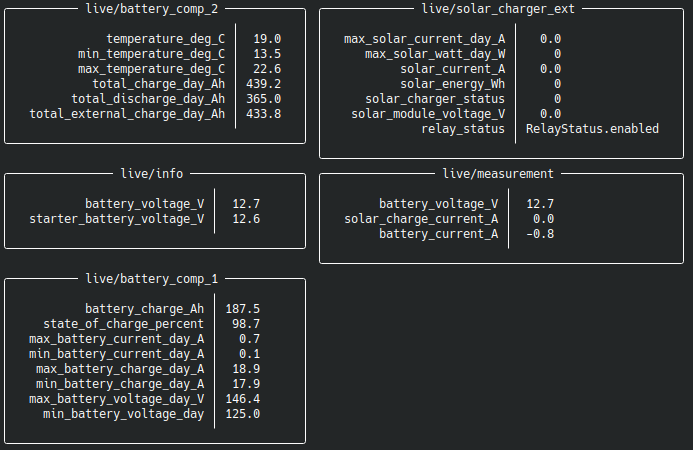 live/battery_comp_2
temperature_deg_C 19.0
min_temperature_deg_C 13.5
max_temperature_deg_C 22.6
total_charge_day_Ah 439.2
total_discharge_day_Ah 365.0
total_external_charge_day_Ah 433.8
live/solar_charger_ext
max_solar_current_day_A 0.0
max_solar_watt_day_W 0
solar_current_A 0.0
solar_energy_Wh 0
solar_charger_status 0
solar_module_voltage_V 0.0
relay_status RelayStatus.enabled
live/info
battery_voltage_V 12.7
starter_battery_voltage_V 12.6
live/measurement
battery_voltage_V 12.7
solar_charge_current_A 0.0
battery_current_A -0.8
live/battery_comp_1
battery_charge_Ah 187.5
state_of_charge_percent 98.7
max_battery_current_day_A 0.7
min_battery_current_day_A 0.1
max_battery_charge_day_A 18.9
min_battery_charge_day_A 17.9
max_battery_voltage_day_V 146.4
min_battery_voltage_day 125.0